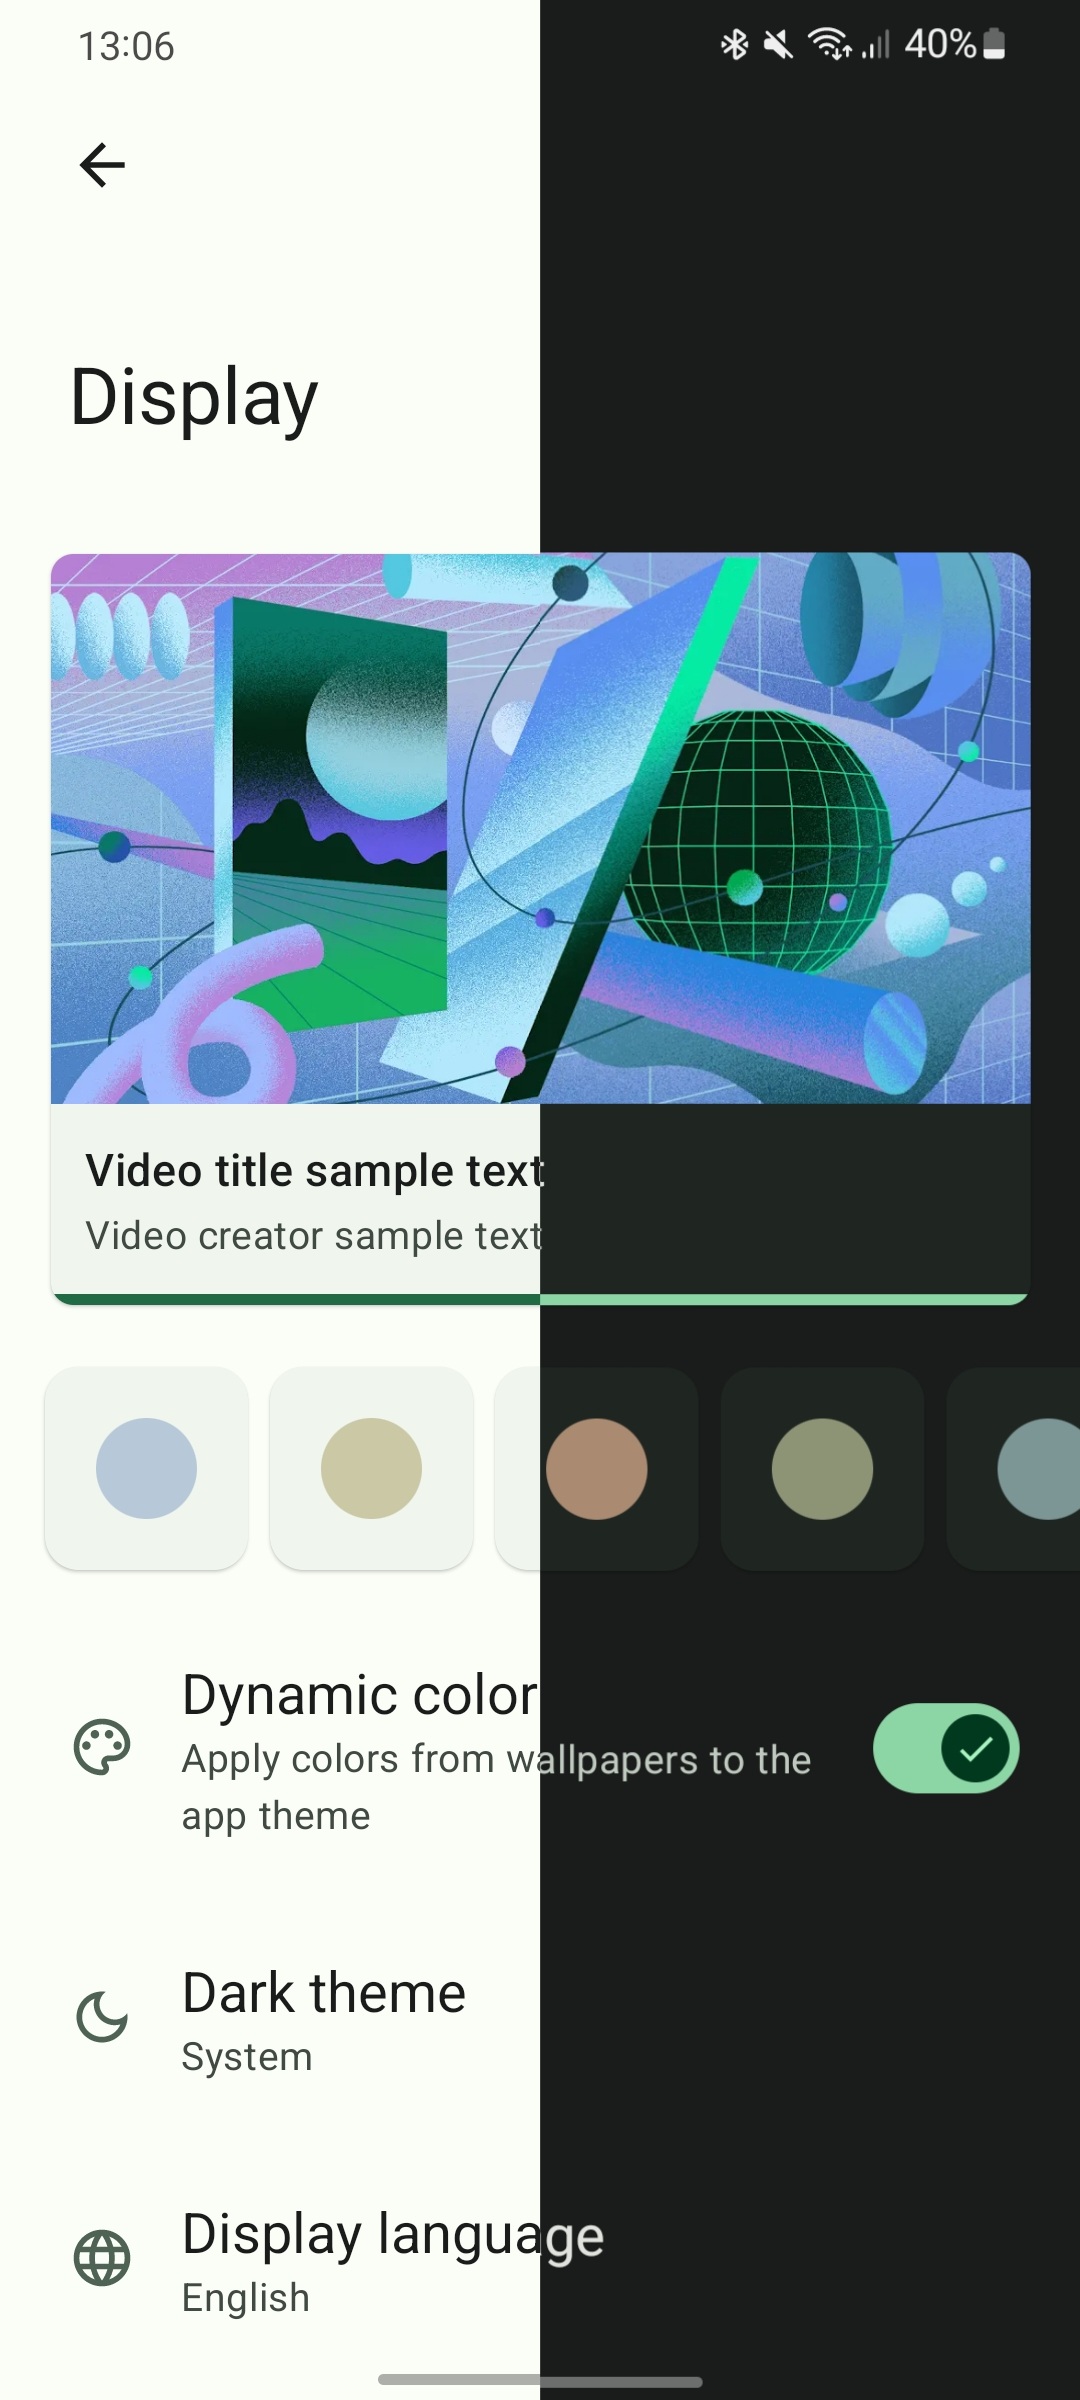 13:06 40%
Display
Video title sample text
Video creator sample text
Dynamic color
Apply colors from wallpapers to the
app theme
Dark theme
System
Display language
English